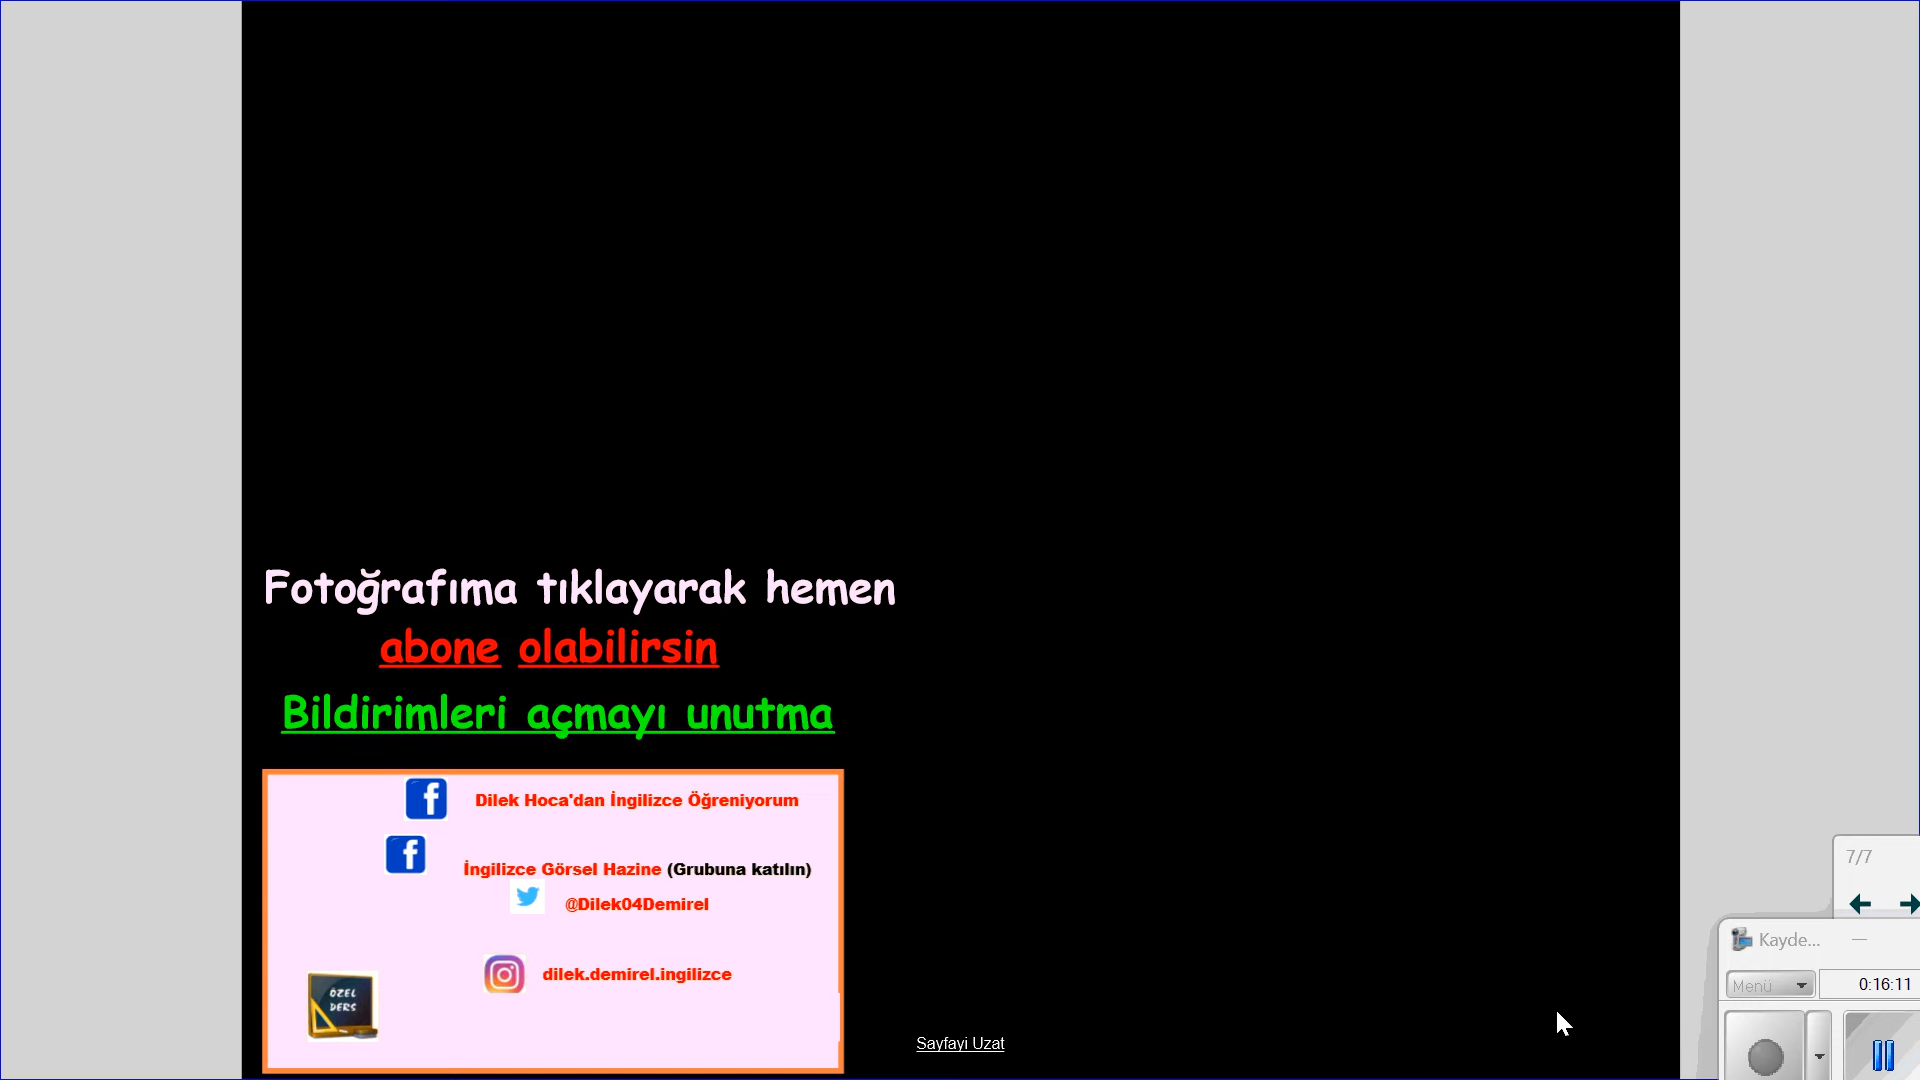 Fotoğrafıma tıklayarak hemen
abone olabilirsin
Bildirimleri açmayı unutma
Dilek Hoca'dan İngilizce Öğreniyorum
İngilizce Görsel Hazine (Grubuna katılın)
@Dilek04Demirel
dilek.demirel.ingilizce
ÖZEL
DERS
Sayfayi Uzat
7/7
Kayde...
Menü
0:16:11